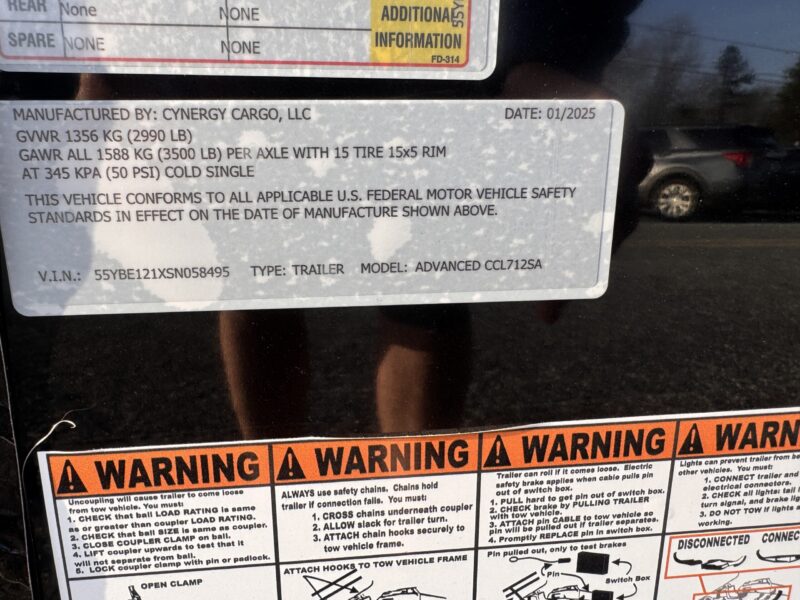 REAR None NONE
SPARE None NONE
ADDITIONAL
INFORMATION
FD-314
55Y
MANUFACTURED BY: CYNERGY CARGO, LLC DATE: 01/2025
GVWR 1356 KG (2990 LB)
GAWR ALL 1588 KG (3500 LB) PER AXLE WITH 15 TIRE 15x5 RIM
AT 345 KPA (50 PSI) COLD SINGLE
THIS VEHICLE CONFORMS TO ALL APPLICABLE U.S. FEDERAL MOTOR VEHICLE SAFETY
STANDARDS IN EFFECT ON THE DATE OF MANUFACTURE SHOWN ABOVE.
V.I.N.: 55YBE121XSN058495 TYPE: TRAILER MODEL: ADVANCED CCL712SA
WARNING
Uncoupling will cause trailer to come loose
from tow vehicle. You must:
1. CHECK that ball LOAD RATING is same
as or greater than coupler LOAD RATING.
2. CHECK that ball SIZE is same as coupler.
3. CLOSE COUPLER CLAMP on ball.
4. LIFT coupler upwards to test that it
will not separate from ball.
5. LOCK coupler clamp with pin or padlock.
OPEN CLAMP
WARNING
ALWAYS use safety chains. Chains hold
trailer if connection fails. You must:
1. CROSS chains underneath coupler
2. ALLOW slack for trailer turn.
3. ATTACH chain hooks securely to
tow vehicle frame.
ATTACH HOOKS TO TOW VEHICLE FRAME
WARNING
Trailer can roll if it comes loose. Electric
safety brake applies when cable pulls pin
out of switch box.
1. PULL hard to get pin out of switch box.
2. CHECK brake by PULLING TRAILER
with tow vehicle.
3. ATTACH pin CABLE to tow vehicle so
pin will be pulled out if trailer separates.
4. Promptly REPLACE pin in switch box.
Pin pulled out, only to test brakes
Pin
Switch Box
WARN
Lights can prevent trailer from be
other vehicles. You must:
1. CONNECT trailer and
electrical connectors.
2. CHECK all lights: tail l
turn signal, and brake lig
3. DO NOT TOW if lights a
working.
DISCONNECTED CONNEC